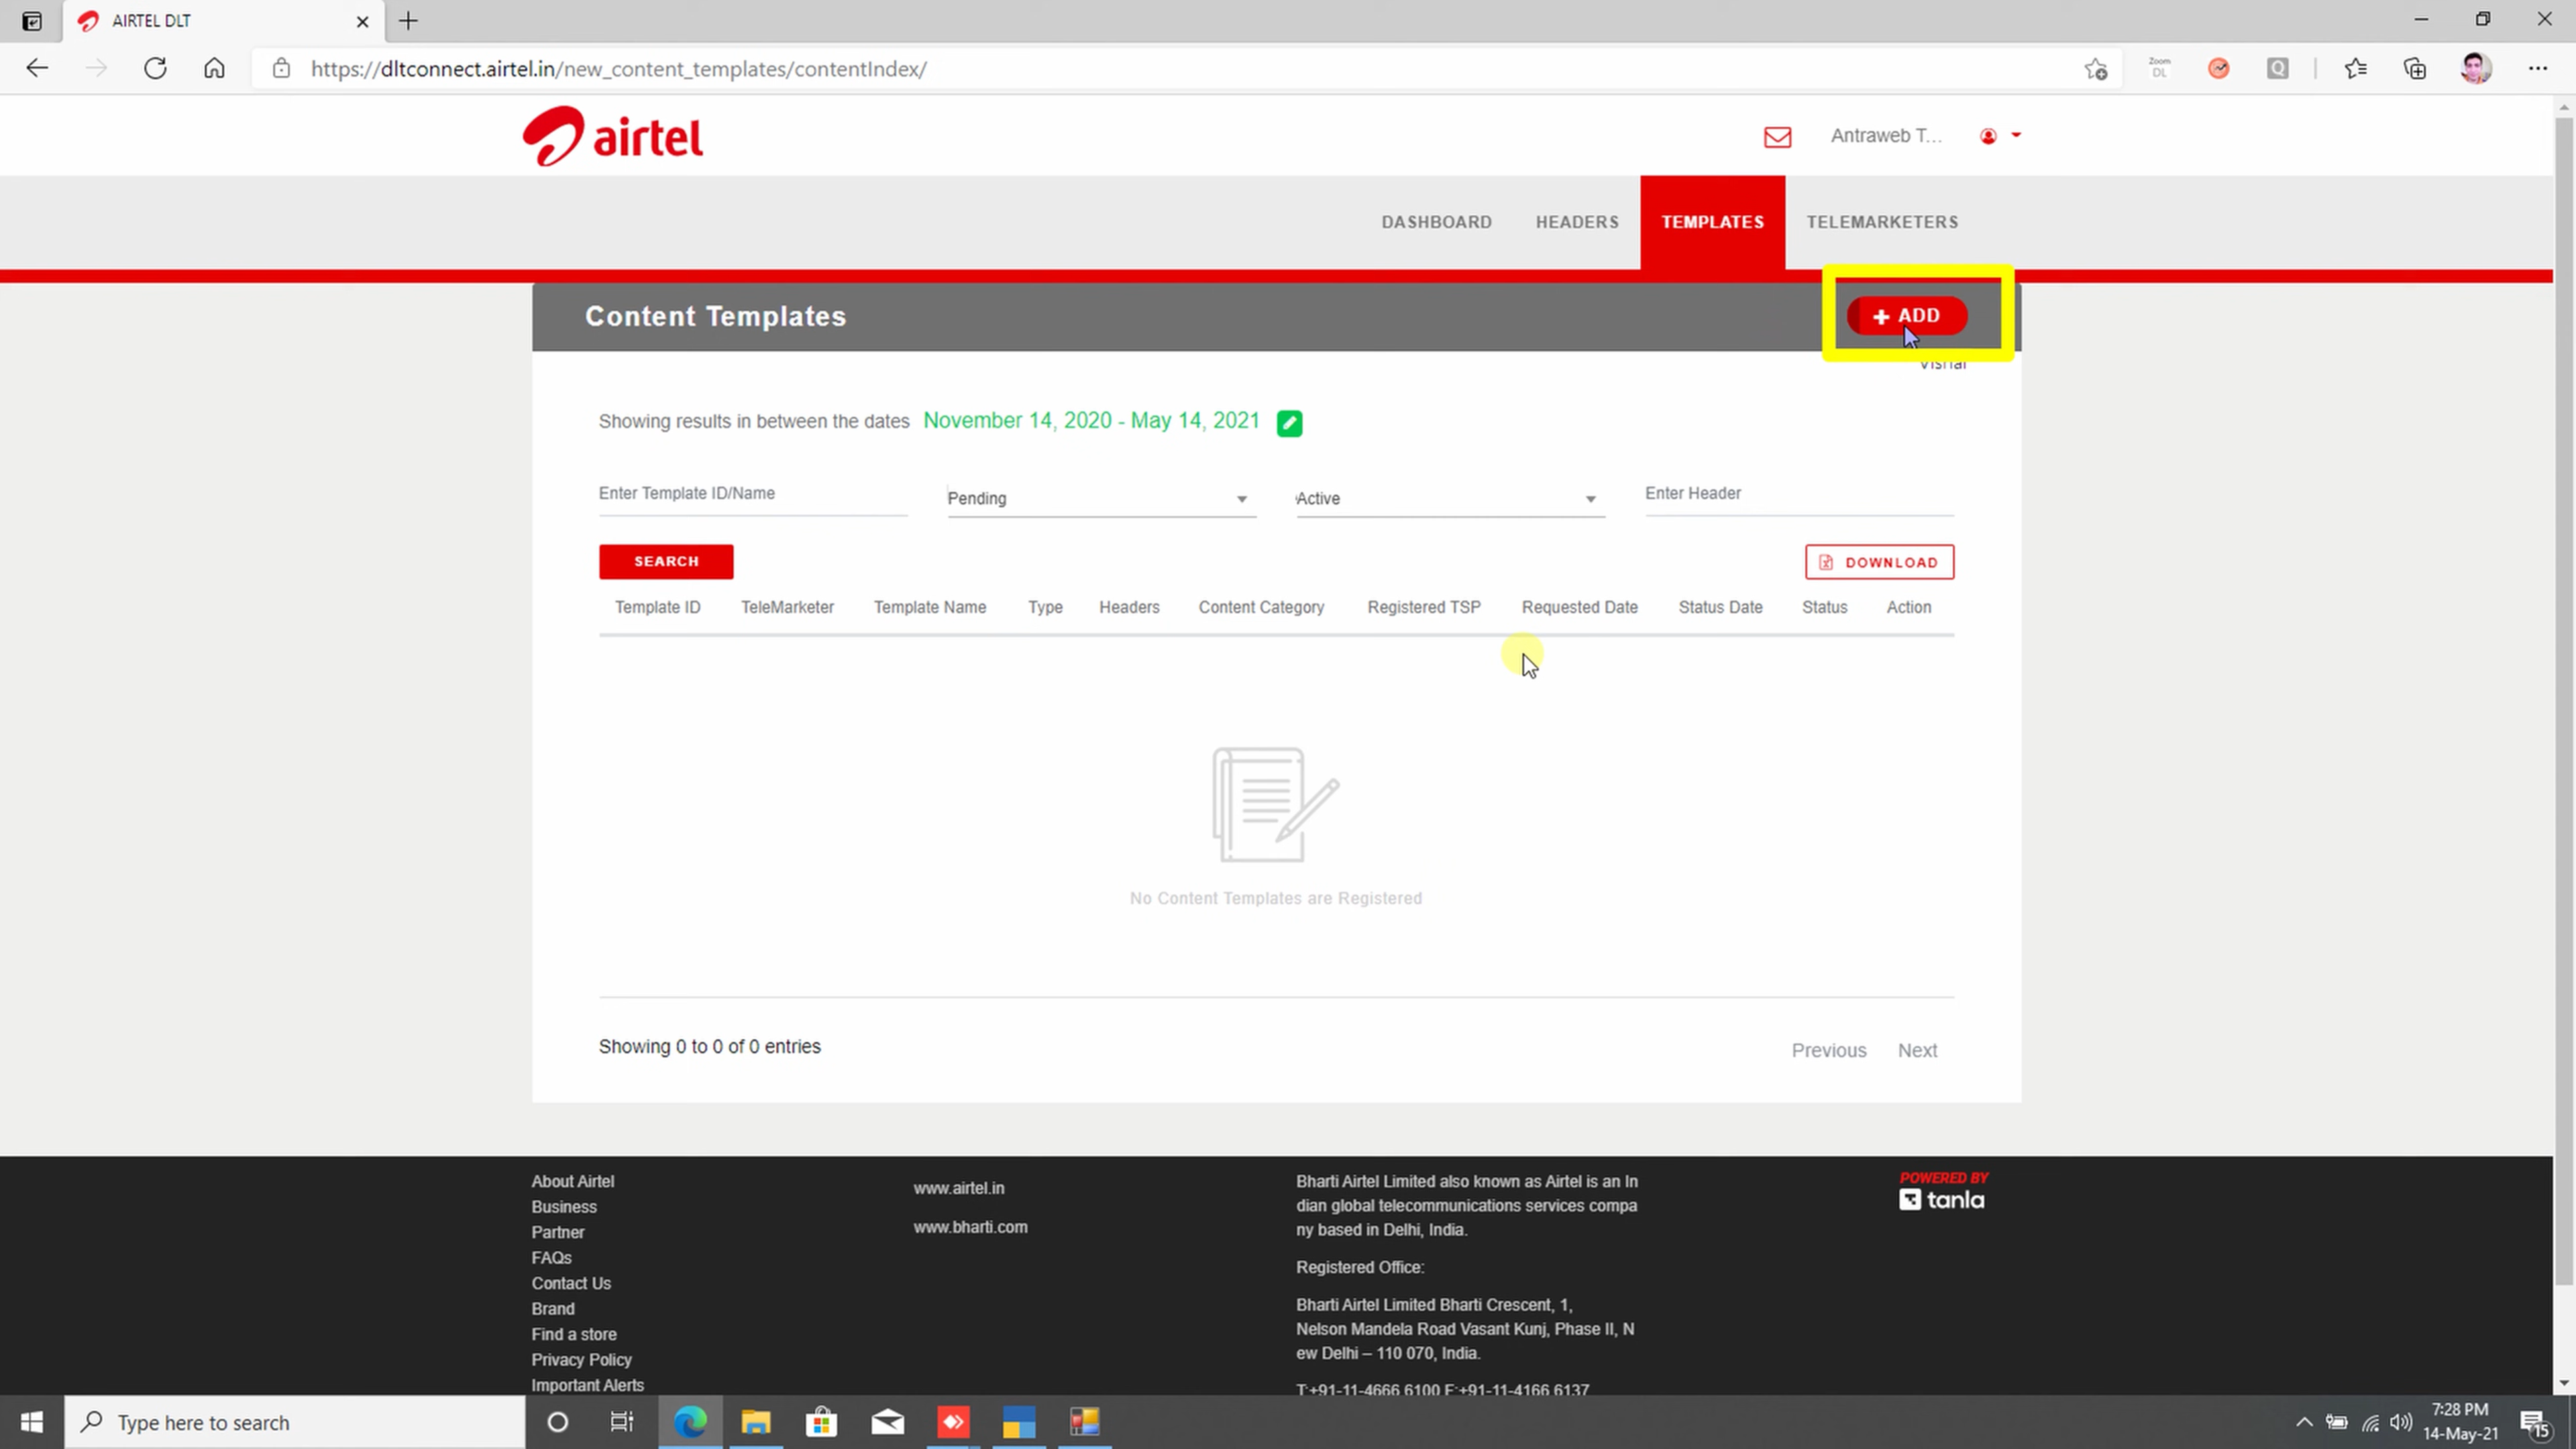 AIRTEL DLT
https://dltconnect.airtel.in/new_content_templates/contentIndex/
Zoom
DL
airtel
Antraweb T...
DASHBOARD
HEADERS
TEMPLATES
TELEMARKETERS
Content Templates
ADD
Showing results in between the dates November 14, 2020 - May 14, 2021
Enter Template ID/Name
Pending
Active
Enter Header
SEARCH
DOWNLOAD
Template ID
TeleMarketer
Template Name
Type
Headers
Content Category
Registered TSP
Requested Date
Status Date
Status
Action
No Content Templates are Registered
Showing 0 to 0 of 0 entries
Previous
Next
About Airtel
Business
Partner
FAQs
Contact Us
Brand
Find a store
Privacy Policy
Important Alerts
www.airtel.in
www.bharti.com
Bharti Airtel Limited also known as Airtel is an In
dian global telecommunications services compa
ny based in Delhi, India.
Registered Office:
Bharti Airtel Limited Bharti Crescent, 1,
Nelson Mandela Road Vasant Kunj, Phase II, N
ew Delhi – 110 070, India.
T:+91-11-4666 6100 F:+91-11-4166 6137
POWERED BY
tanla
Type here to search
7:28 PM
14-May-21
15